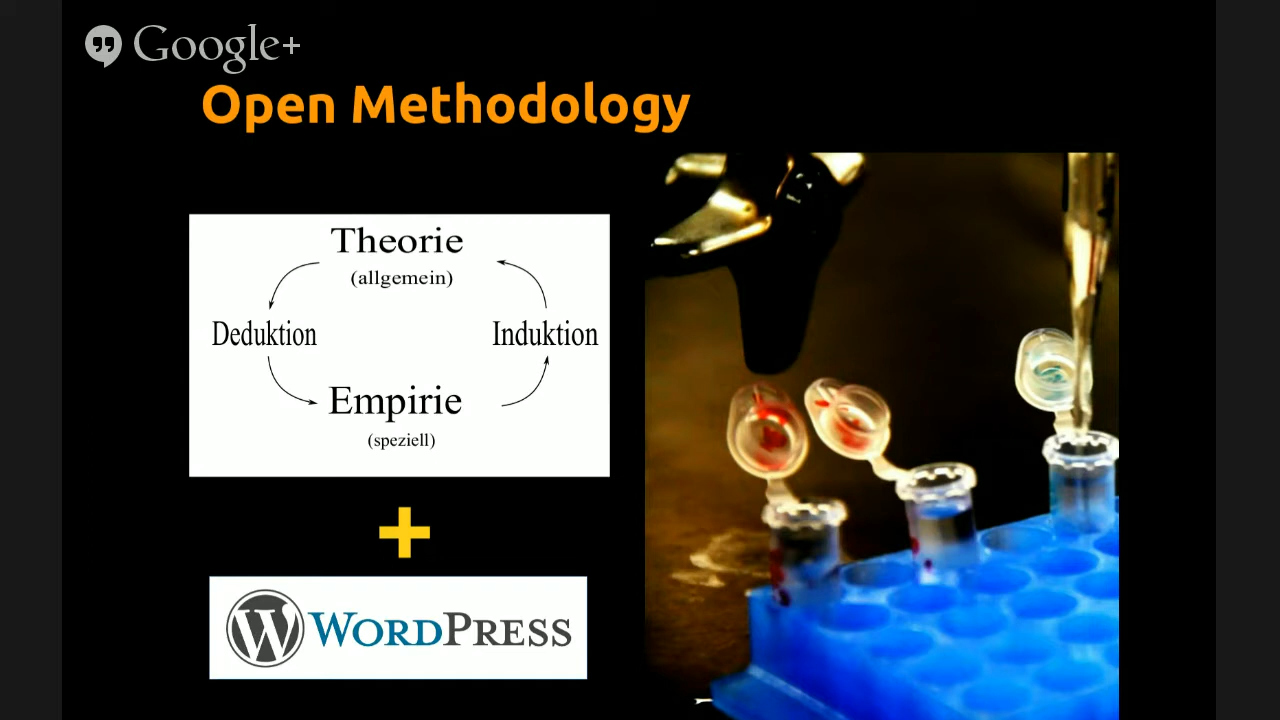 Google+
Open Methodology
Theorie
(allgemein)
Deduktion
Induktion
Empirie
(speziell)
+
WORDPRESS